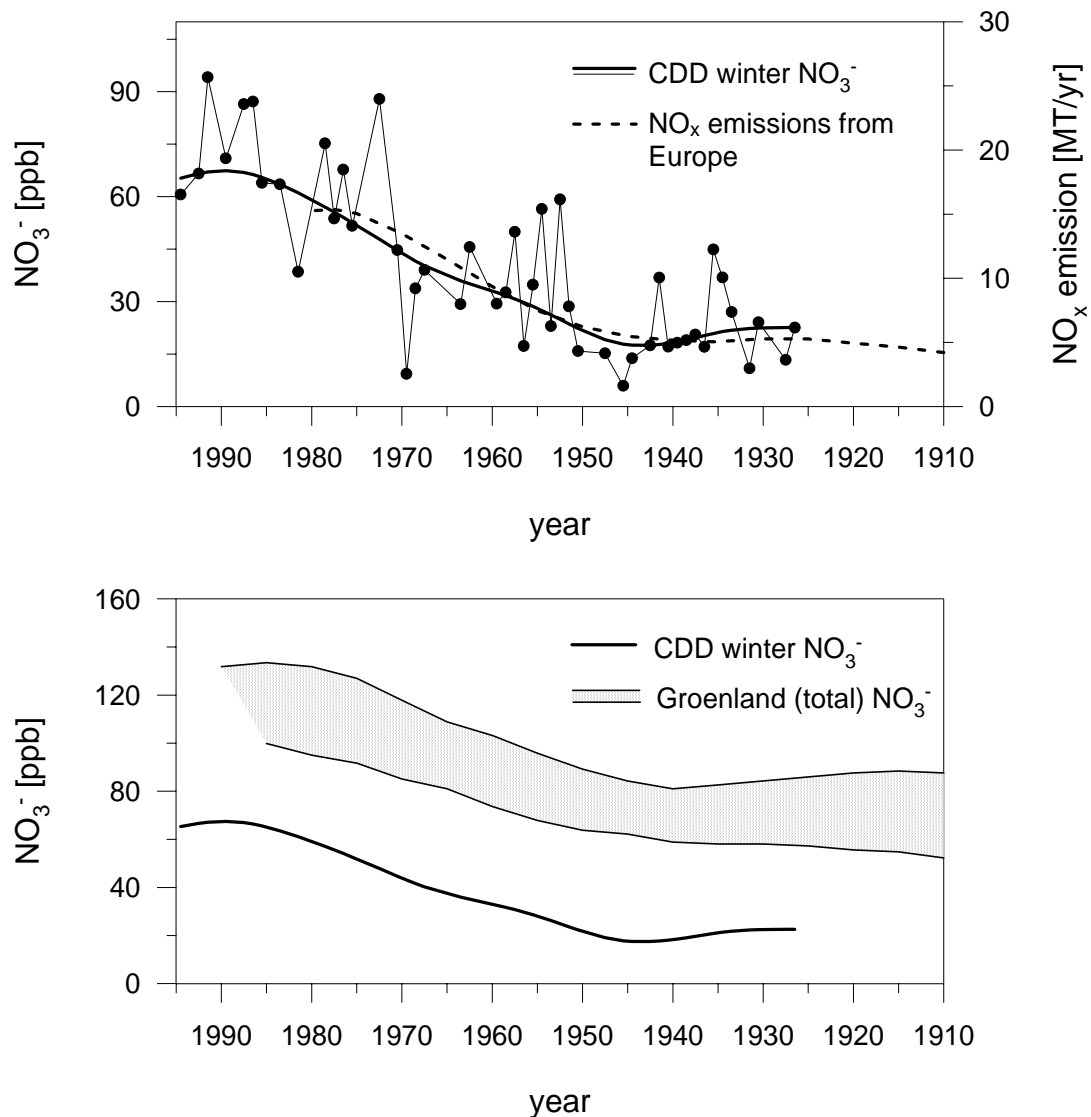 NO₃⁻ [ppb]
90
60
30
0
CDD winter NO₃⁻
NOₓ emissions from
Europe
30
20
10
0
NOₓ emission [MT/yr]
1990 1980 1970 1960 1950 1940 1930 1920 1910
year
NO₃⁻ [ppb]
160
120
80
40
0
CDD winter NO₃⁻
Groenland (total) NO₃⁻
1990 1980 1970 1960 1950 1940 1930 1920 1910
year